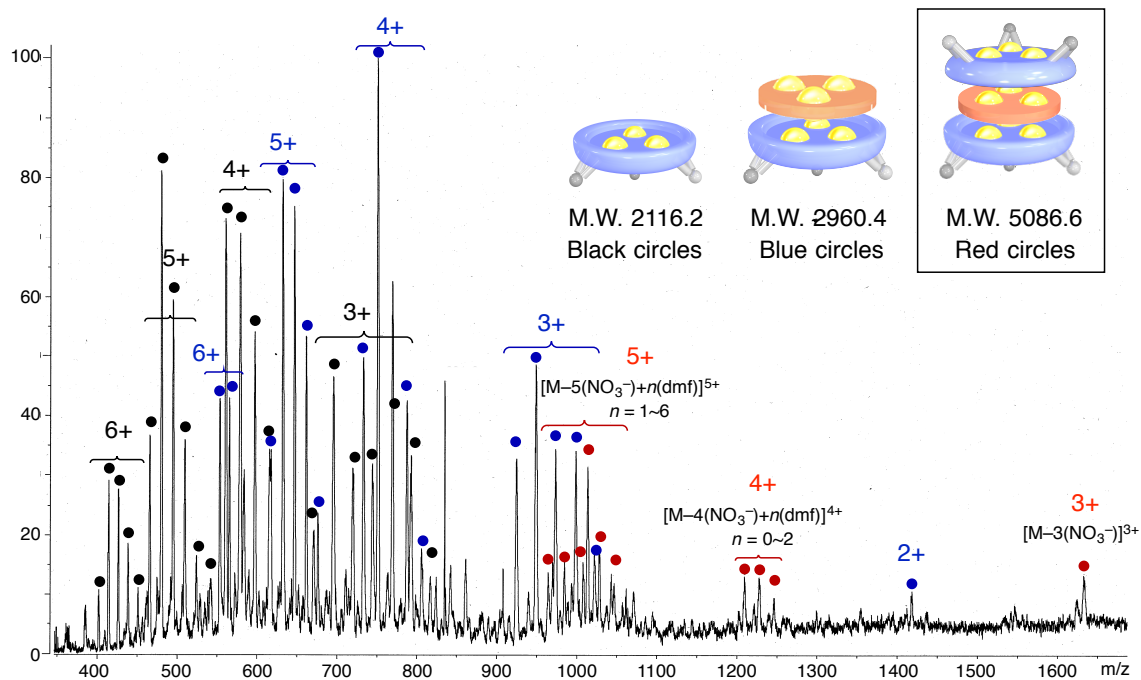 100
80
60
40
20
0
400
500
600
700
800
900
1000
1100
1200
1300
1400
1500
1600
m/z
6+
5+
6+
4+
5+
3+
4+
3+
5+
[M–5(NO₃⁻)+n(dmf)]⁵⁺
n = 1~6
4+
[M–4(NO₃⁻)+n(dmf)]⁴⁺
n = 0~2
2+
3+
[M–3(NO₃⁻)]³⁺
M.W. 2116.2
Black circles
M.W. 2960.4
Blue circles
M.W. 5086.6
Red circles